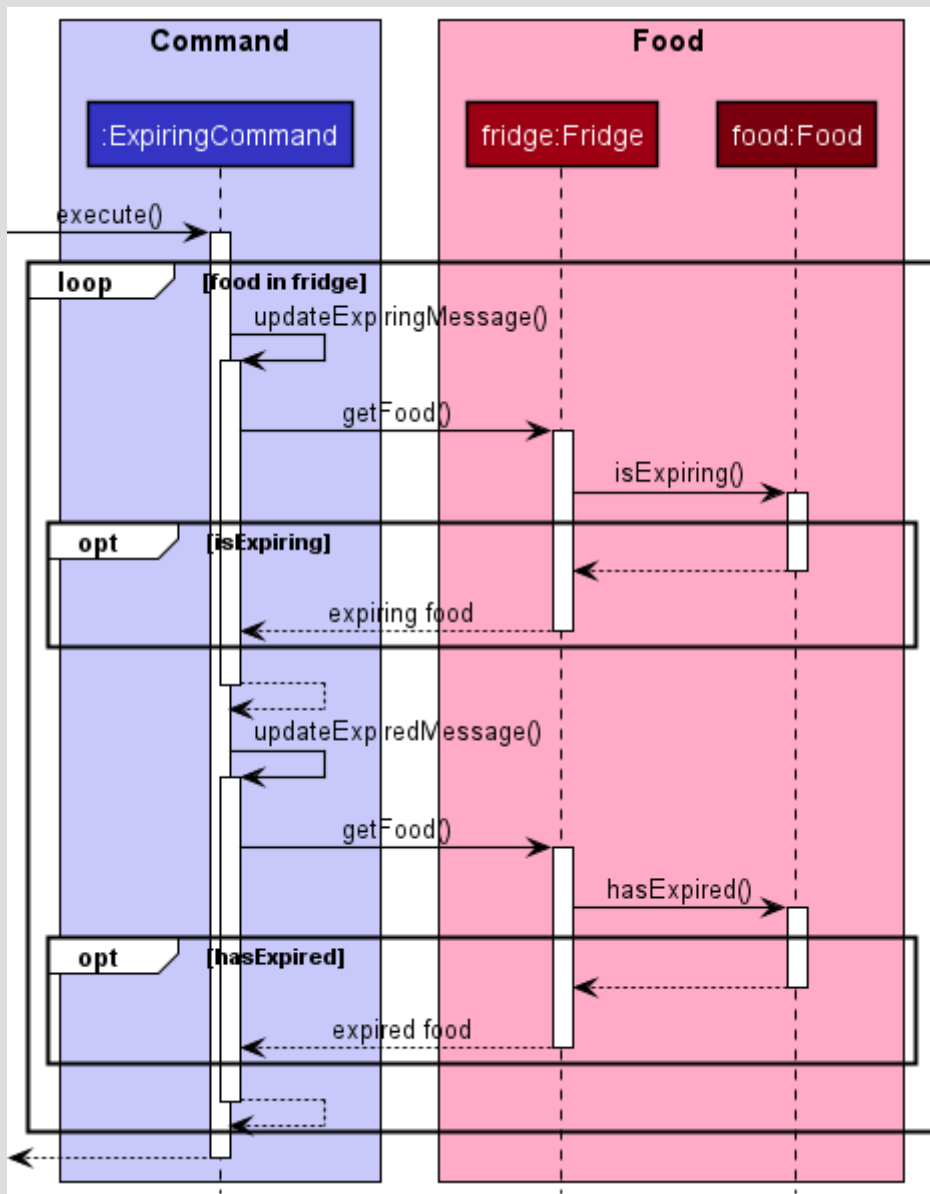 Command
Food
:ExpiringCommand
fridge:Fridge
food:Food
execute()
loop
[food in fridge]
updateExpiringMessage()
getFood()
isExpiring()
opt
[isExpiring]
expiring food
updateExpiredMessage()
getFood()
hasExpired()
opt
[hasExpired]
expired food